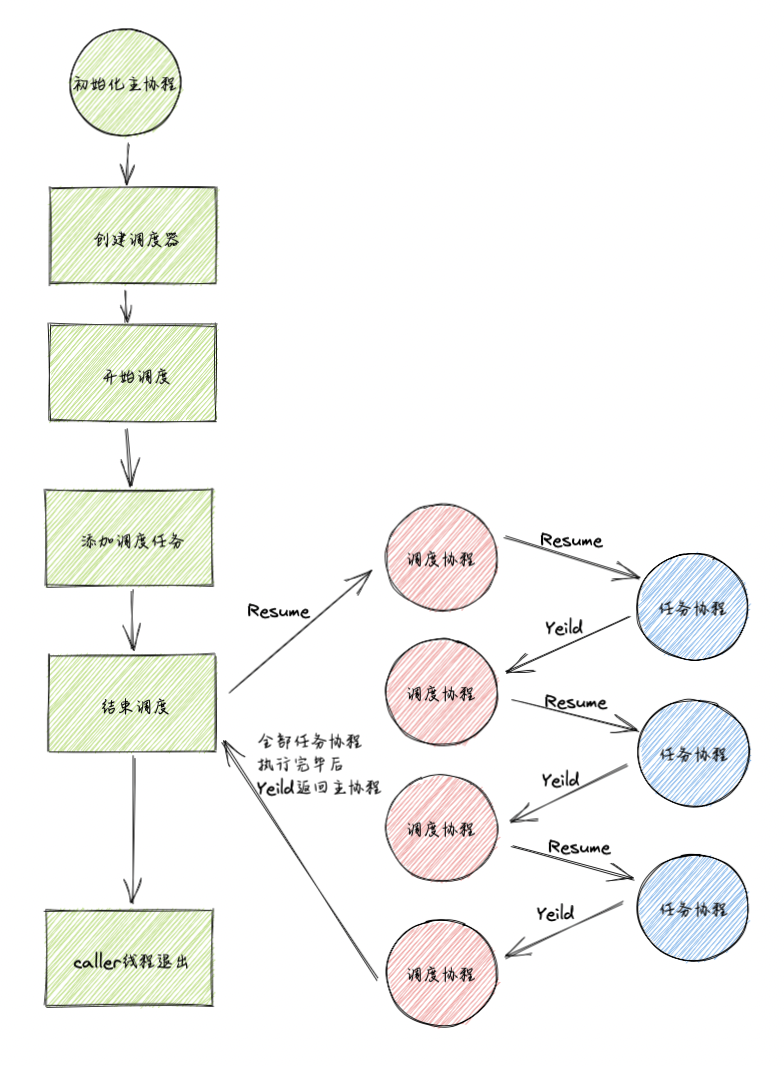 初始化主协程
创建调度器
开始调度
添加调度任务
结束调度
caller线程退出
Resume
调度协程
Resume
任务协程
Yeild
调度协程
Resume
任务协程
Yeild
调度协程
Resume
任务协程
Yeild
调度协程
全部任务协程
执行完毕后
Yeild返回主协程